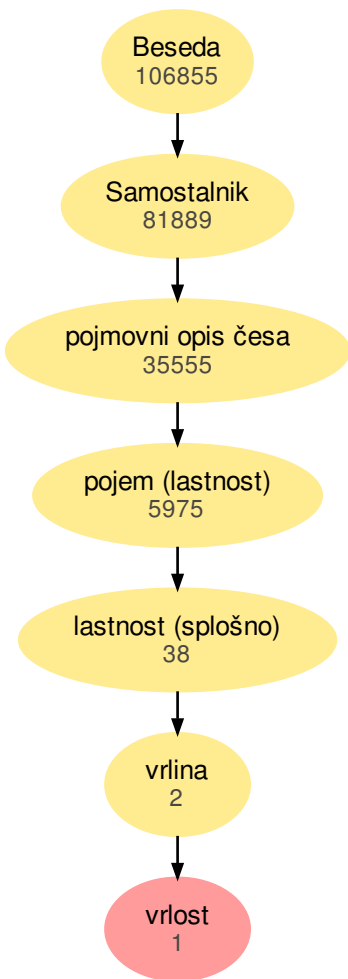 Beseda
106855
Samostalnik
81889
pojmovni opis česa
35555
pojem (lastnost)
5975
lastnost (splošno)
38
vrlina
2
vrlost
1